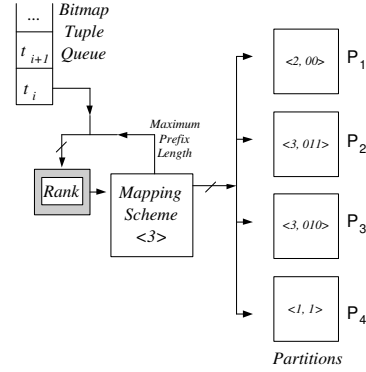 ...
Bitmap
Tuple
Queue
t i+1
t i
Maximum
Prefix
Length
Rank
Mapping
Scheme
<3>
<2, 00>
P1
<3, 011>
P2
<3, 010>
P3
<1, 1>
P4
Partitions